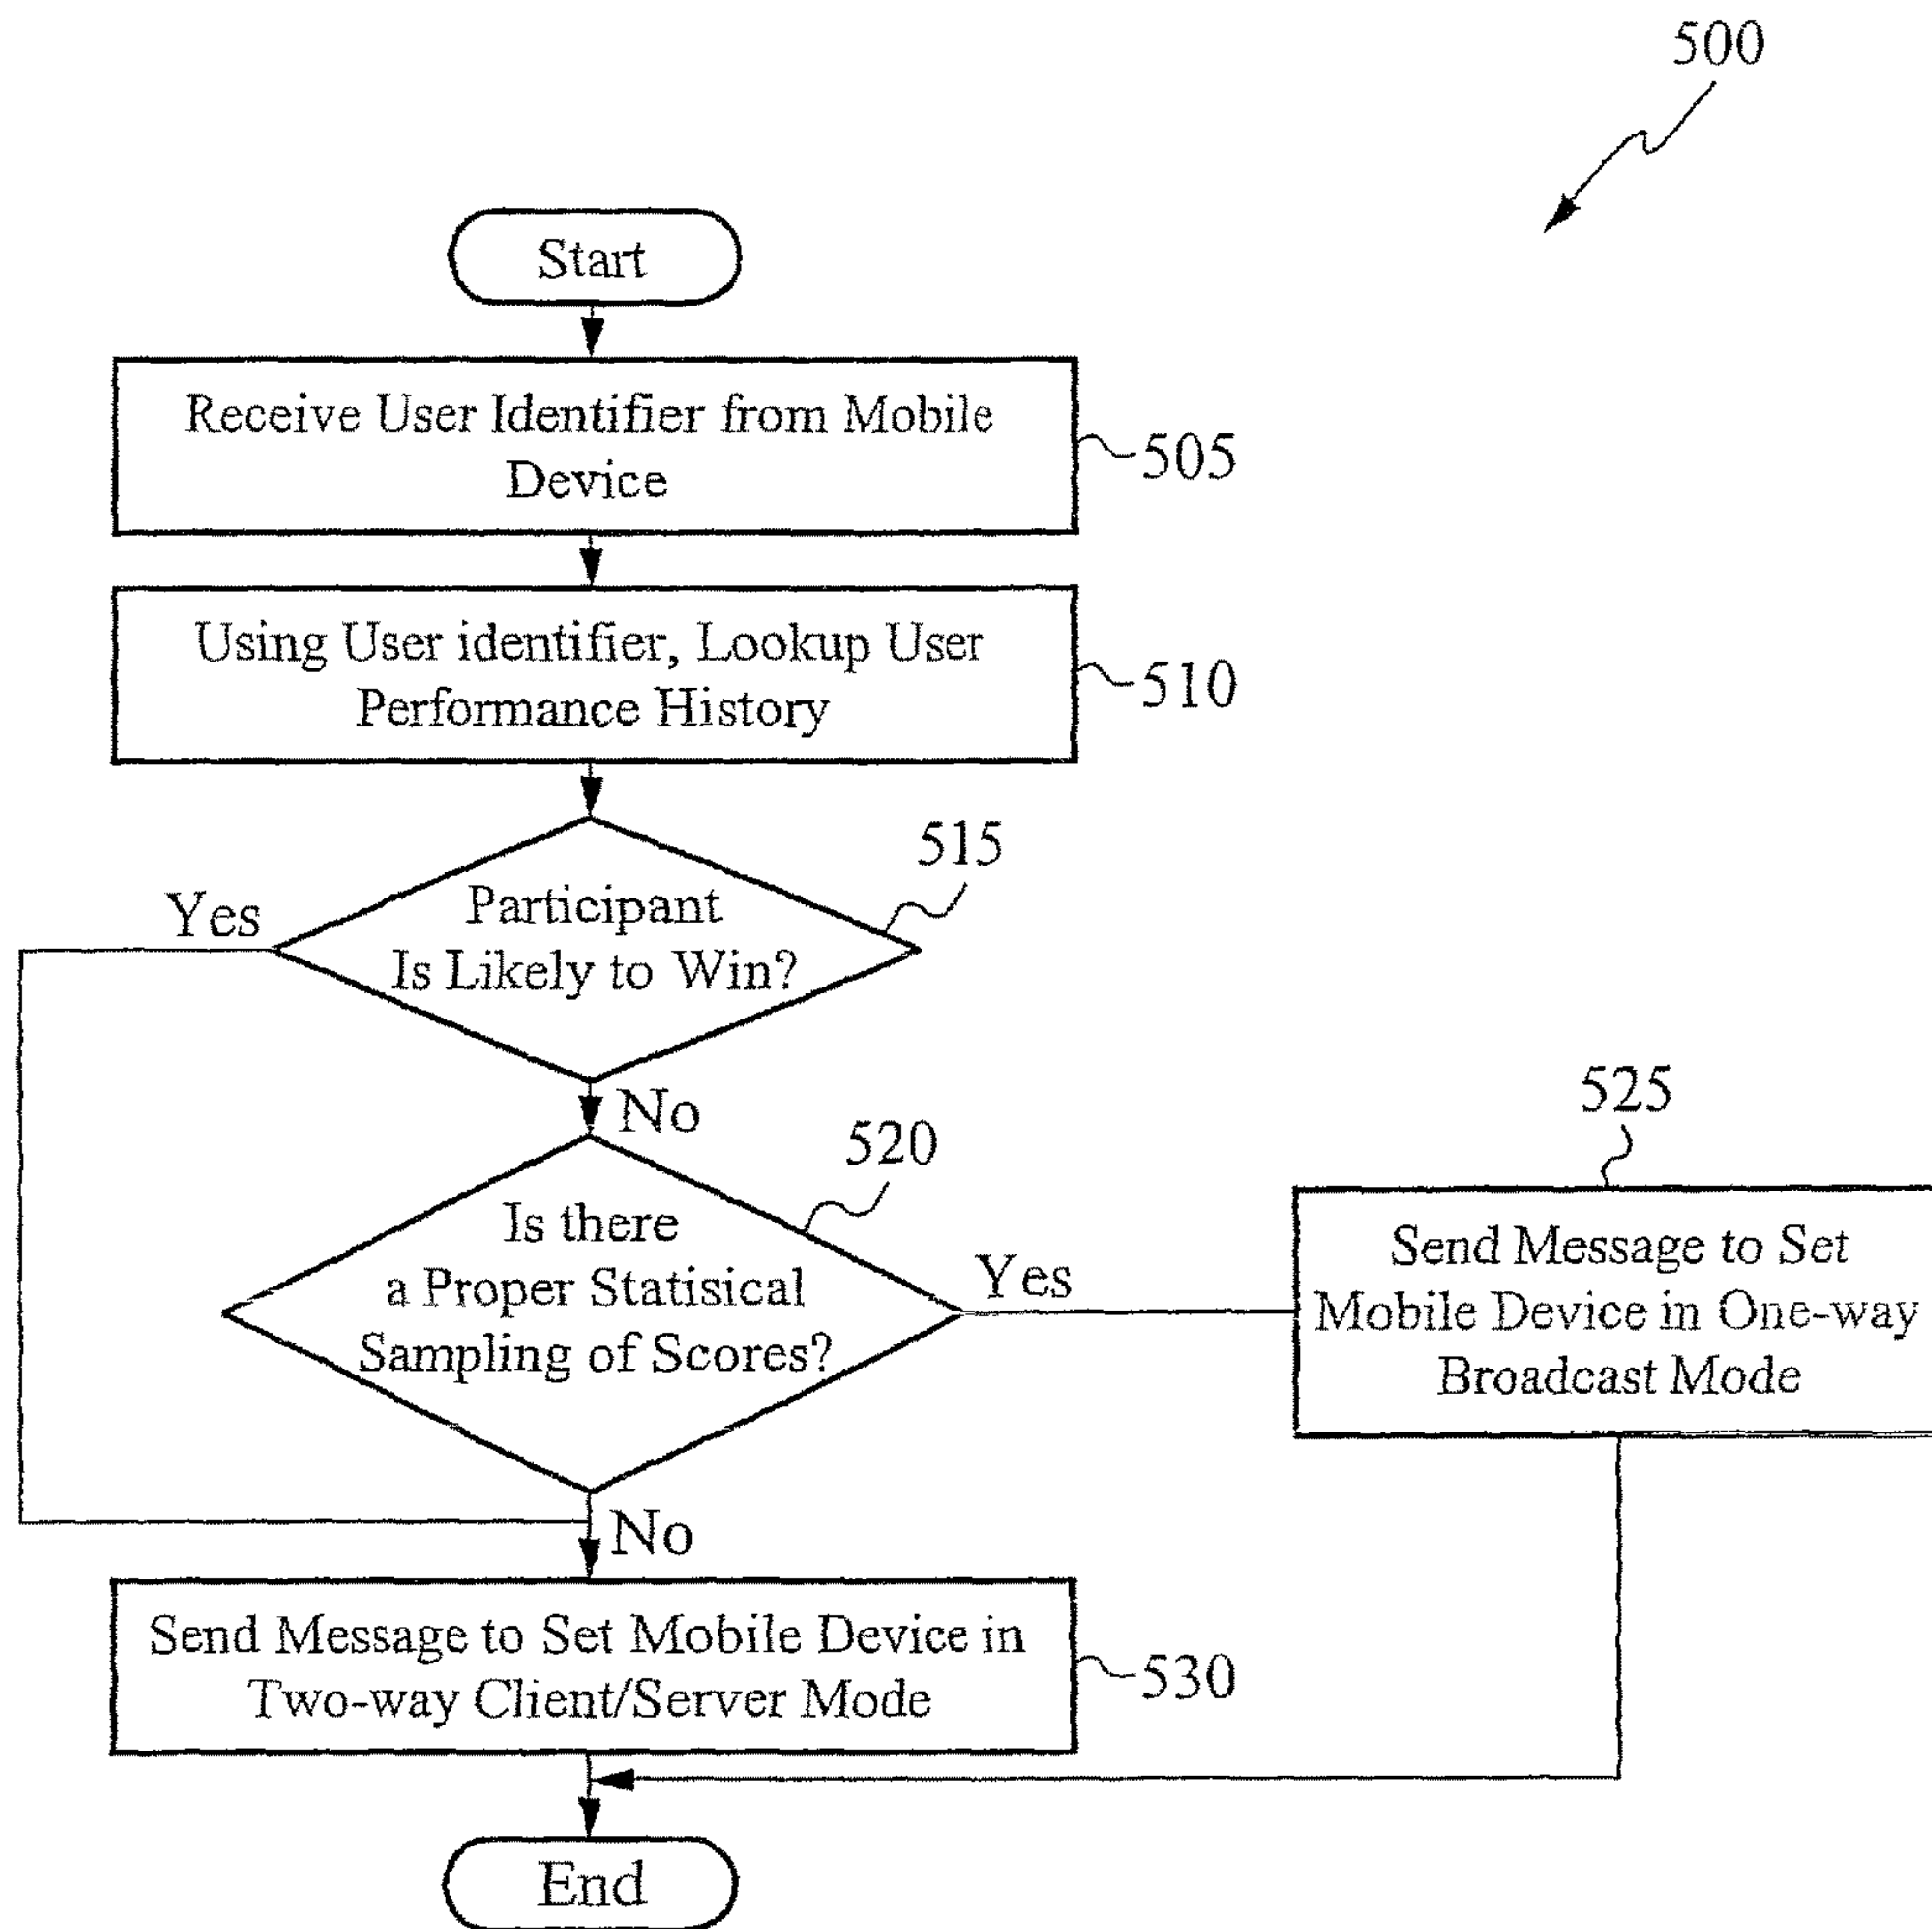 500
Start
Receive User Identifier from Mobile
Device
505
Using User identifier, Lookup User
Performance History
510
515
Yes
Participant
Is Likely to Win?
No
520
Is there
a Proper Statisical
Sampling of Scores?
Yes
525
Send Message to Set
Mobile Device in One-way
Broadcast Mode
No
Send Message to Set Mobile Device in
Two-way Client/Server Mode
530
End